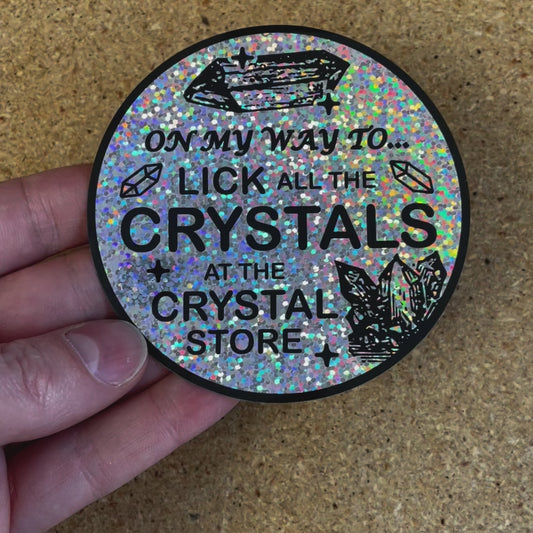 ON MY WAY TO...
LICK ALL THE
CRYSTALS
AT THE
CRYSTAL
STORE